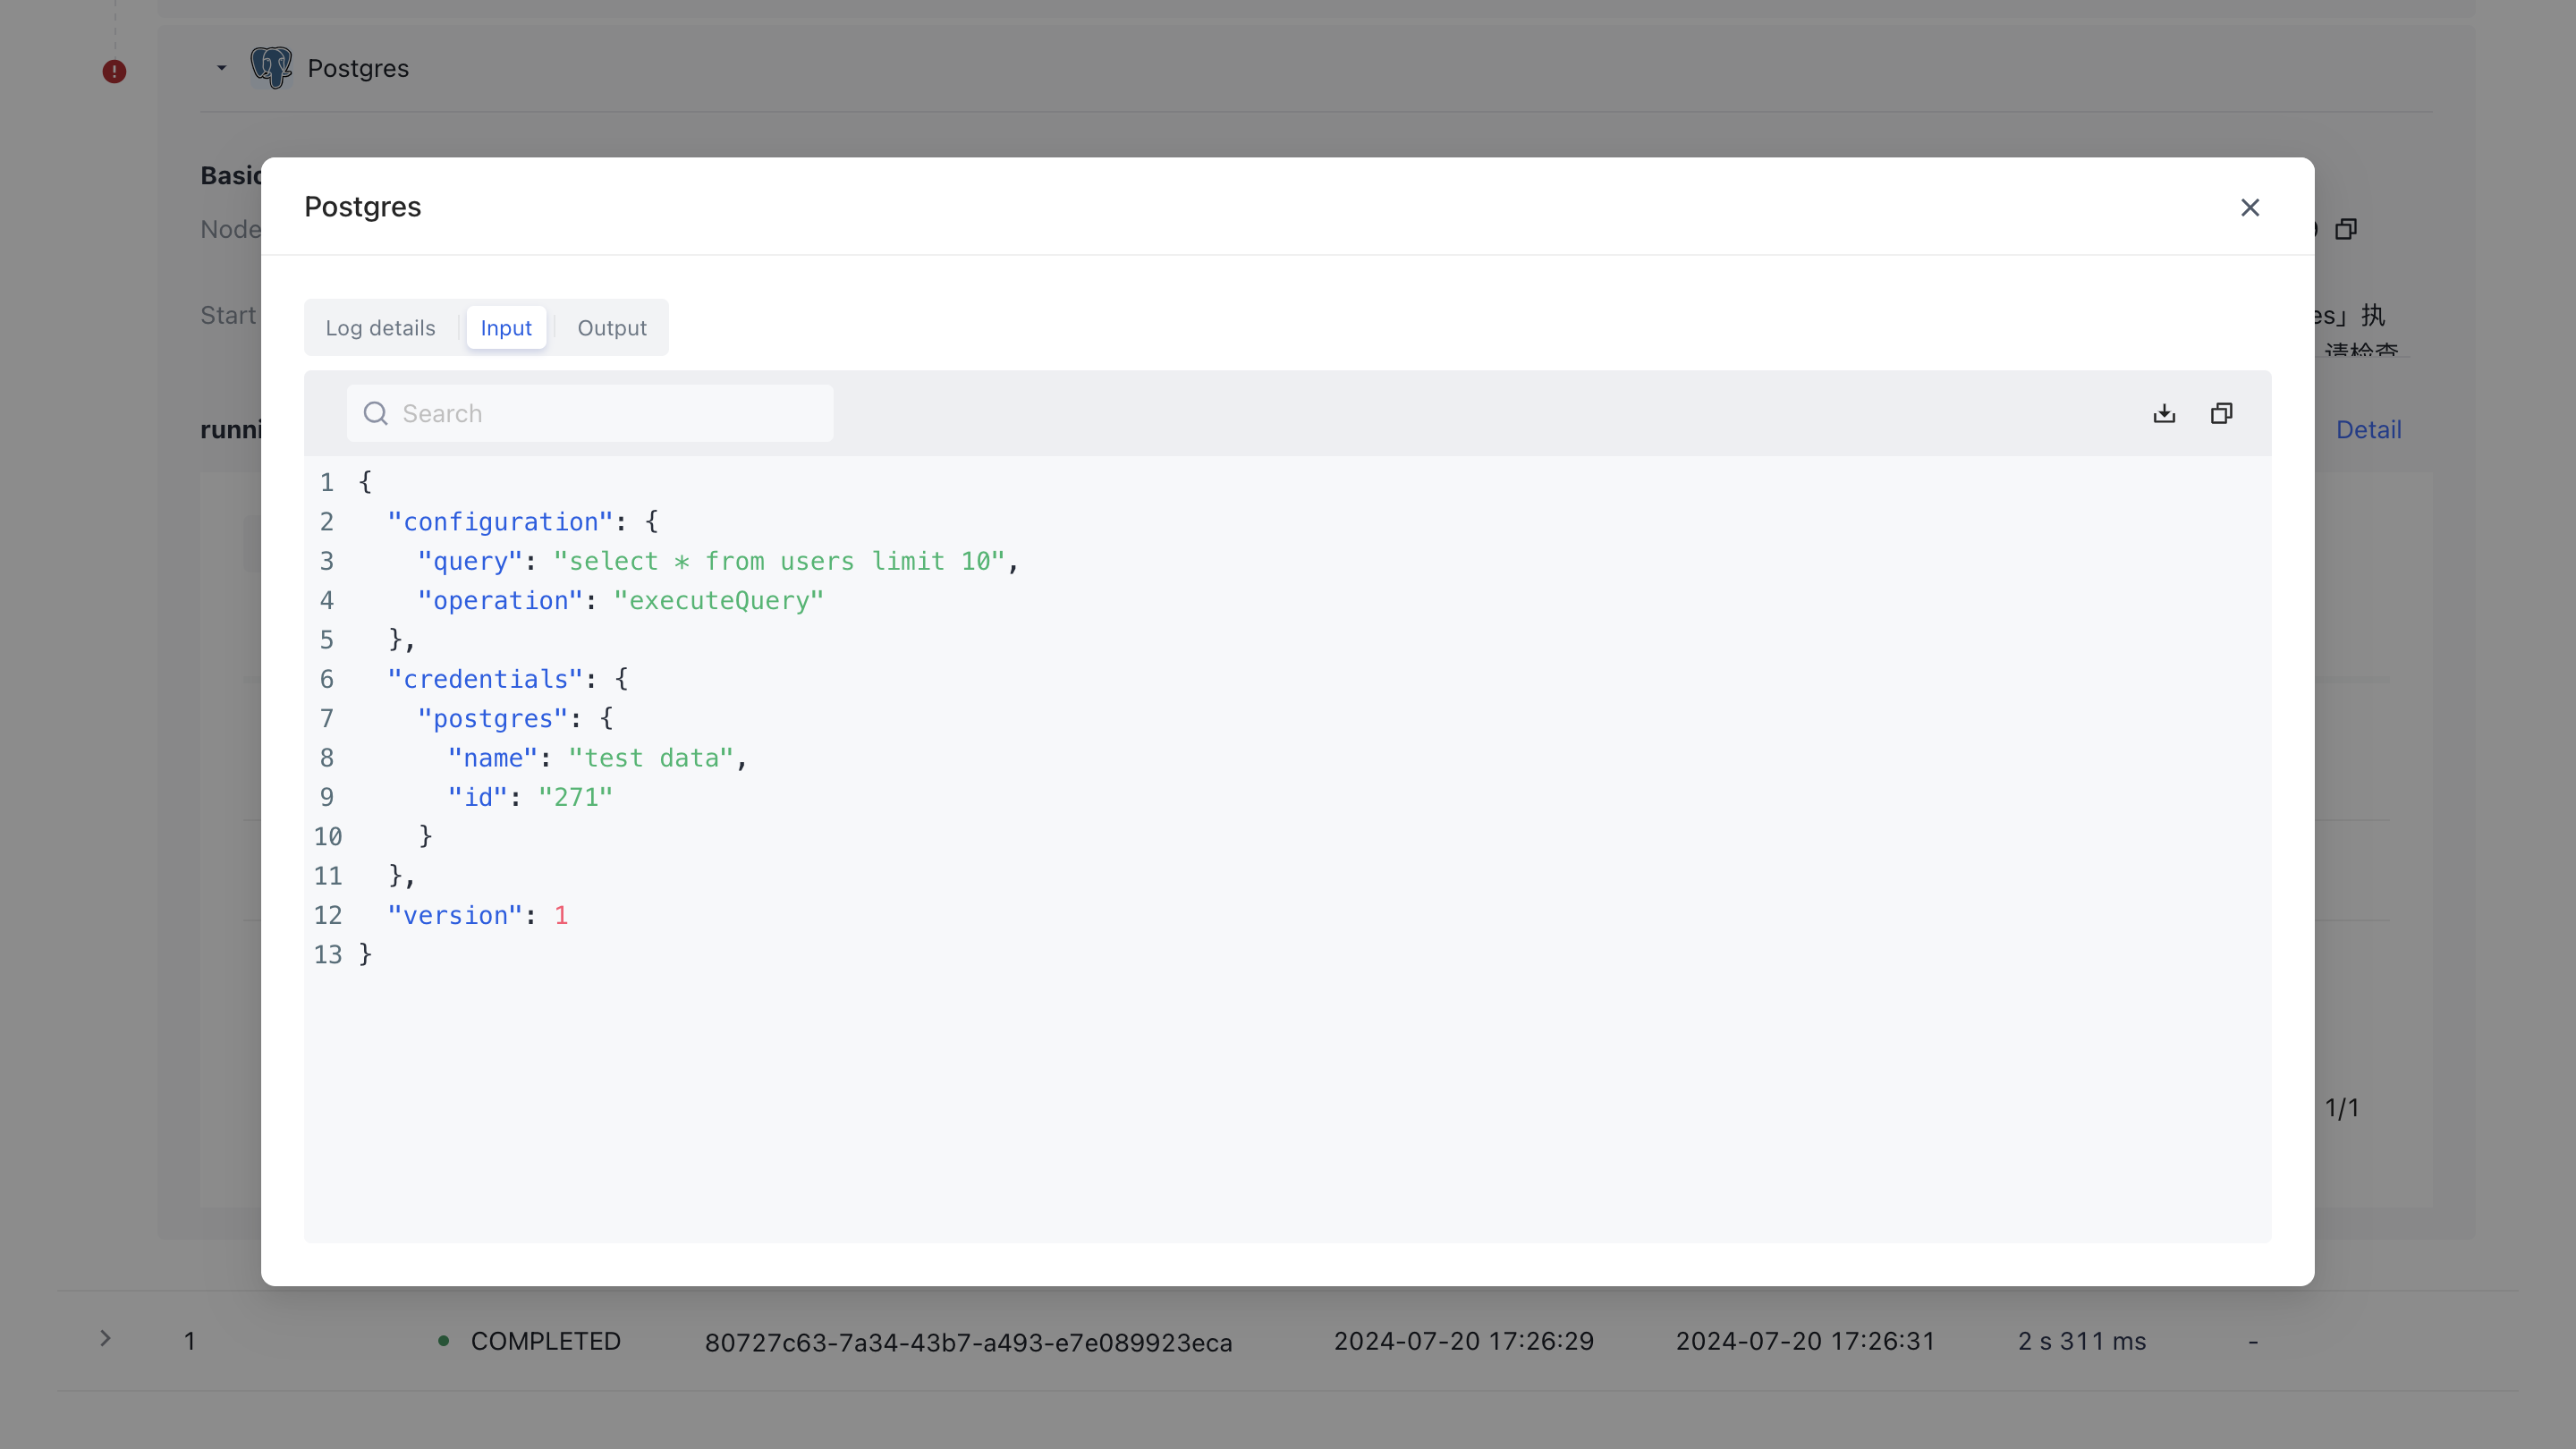 Postgres
Basic
Node
Start
es」执
请检查
runni
Detail
Postgres
Log details
Input
Output
Search
1 {
2 "configuration": {
3 "query": "select * from users limit 10",
4 "operation": "executeQuery"
5 },
6 "credentials": {
7 "postgres": {
8 "name": "test data",
9 "id": "271"
10 }
11 },
12 "version": 1
13 }
1/1
1 COMPLETED 80727c63-7a34-43b7-a493-e7e089923eca 2024-07-20 17:26:29 2024-07-20 17:26:31 2 s 311 ms -